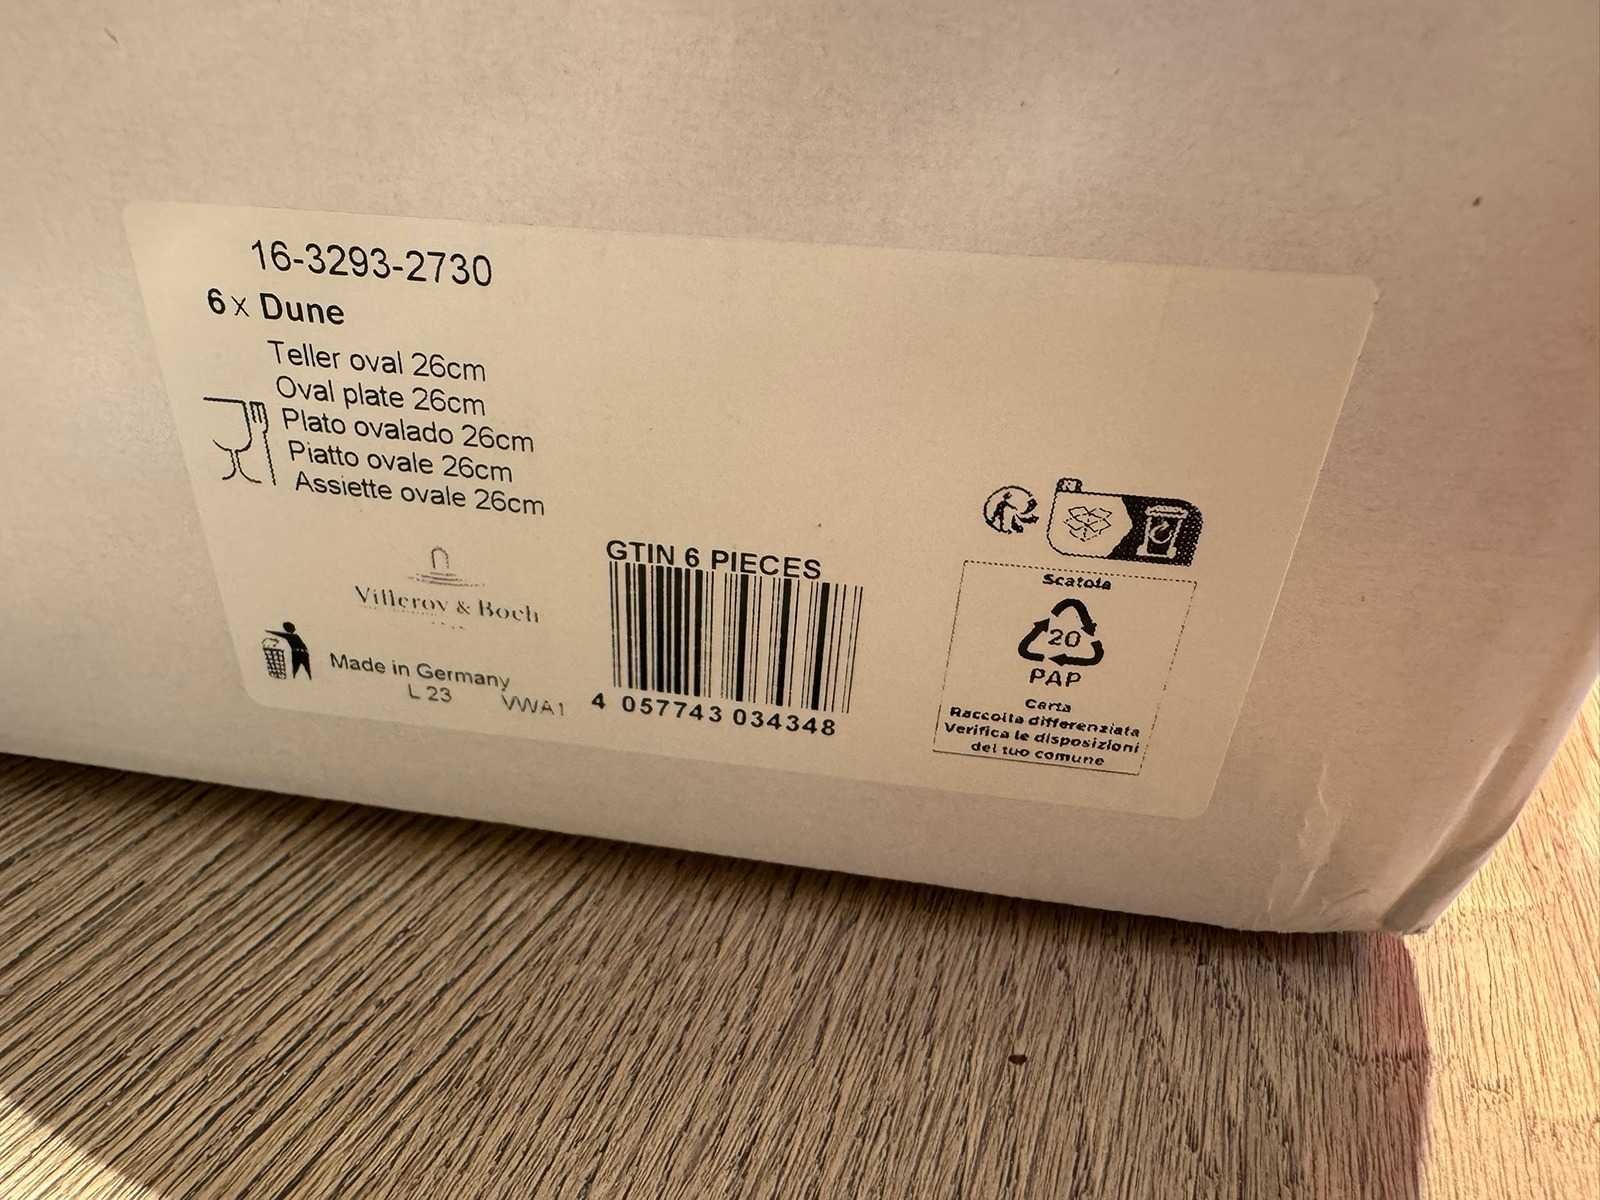 16-3293-2730
6 x Dune
Teller oval 26cm
Oval plate 26cm
Plato ovalado 26cm
Piatto ovale 26cm
Assiette ovale 26cm
Villeroy & Boch
Made in Germany
L 23 VWA1
GTIN 6 PIECES
4 057743 034348
Scatola
20
PAP
Carta
Raccolta differenziata
Verifica le disposizioni
del tuo comune